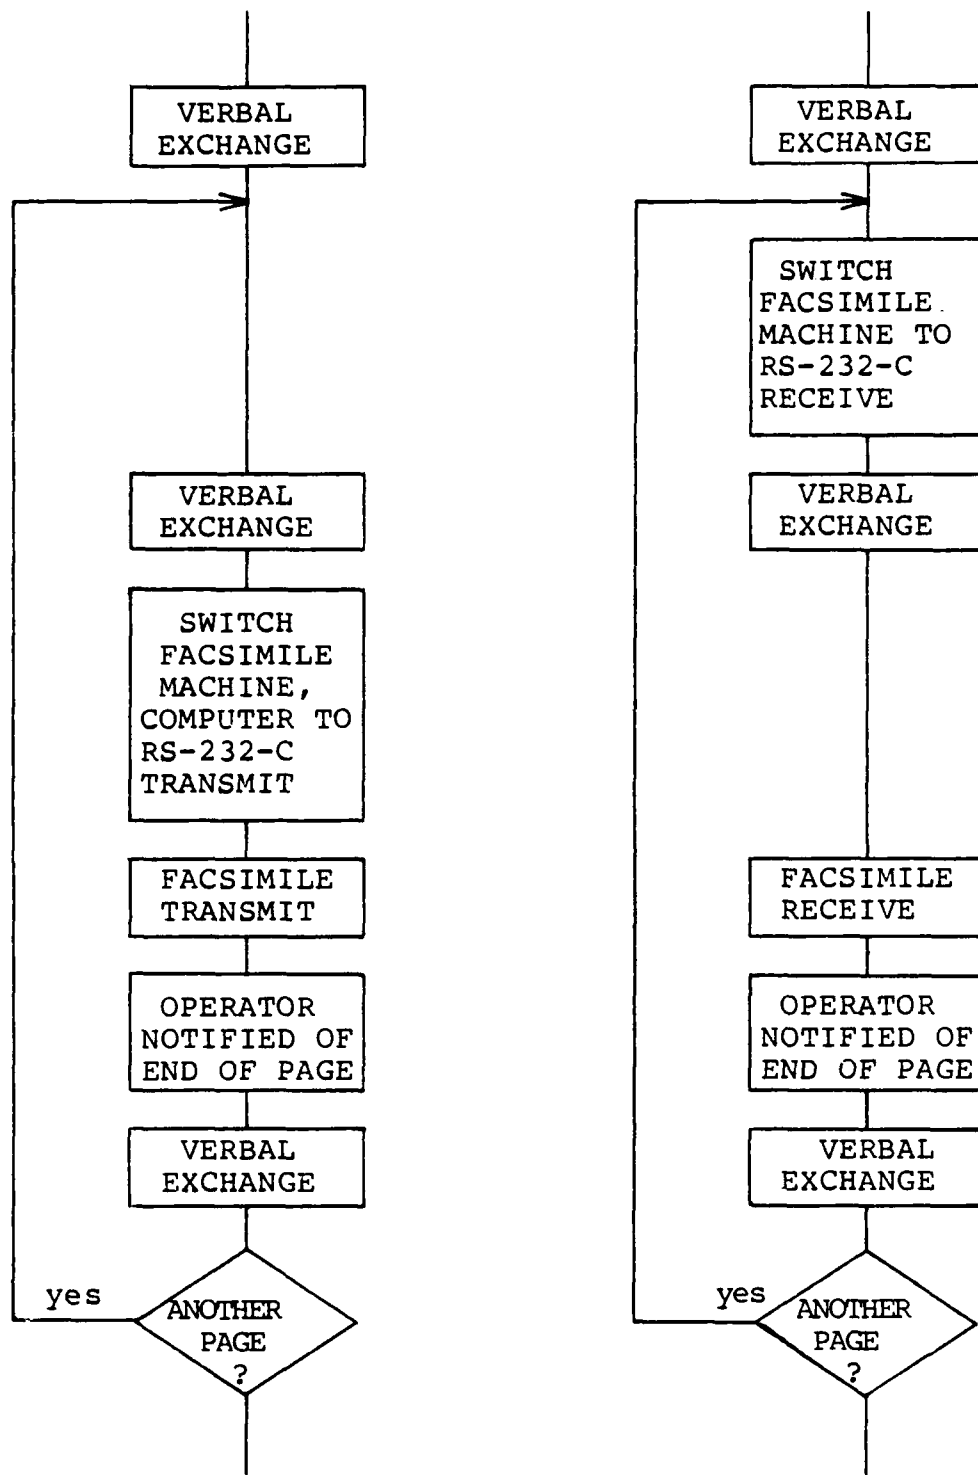 VERBAL
EXCHANGE
VERBAL
EXCHANGE
SWITCH
FACSIMILE
MACHINE,
COMPUTER TO
RS-232-C
TRANSMIT
FACSIMILE
TRANSMIT
OPERATOR
NOTIFIED OF
END OF PAGE
VERBAL
EXCHANGE
yes
ANOTHER
PAGE
?
VERBAL
EXCHANGE
SWITCH
FACSIMILE
MACHINE TO
RS-232-C
RECEIVE
VERBAL
EXCHANGE
FACSIMILE
RECEIVE
OPERATOR
NOTIFIED OF
END OF PAGE
VERBAL
EXCHANGE
yes
ANOTHER
PAGE
?